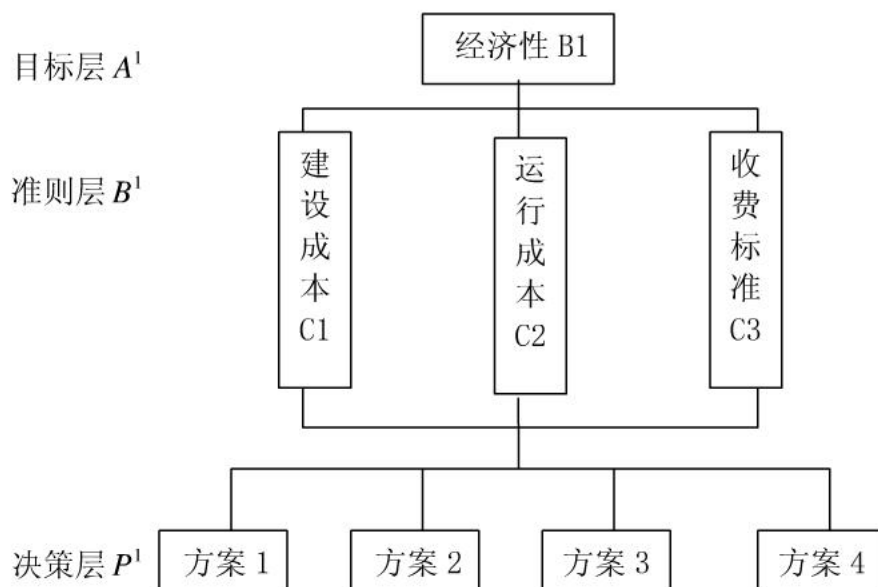 经济性 B1
目标层 A¹
准则层 B¹
建设成本 C1
运行成本 C2
收费标准 C3
决策层 P¹
方案 1
方案 2
方案 3
方案 4